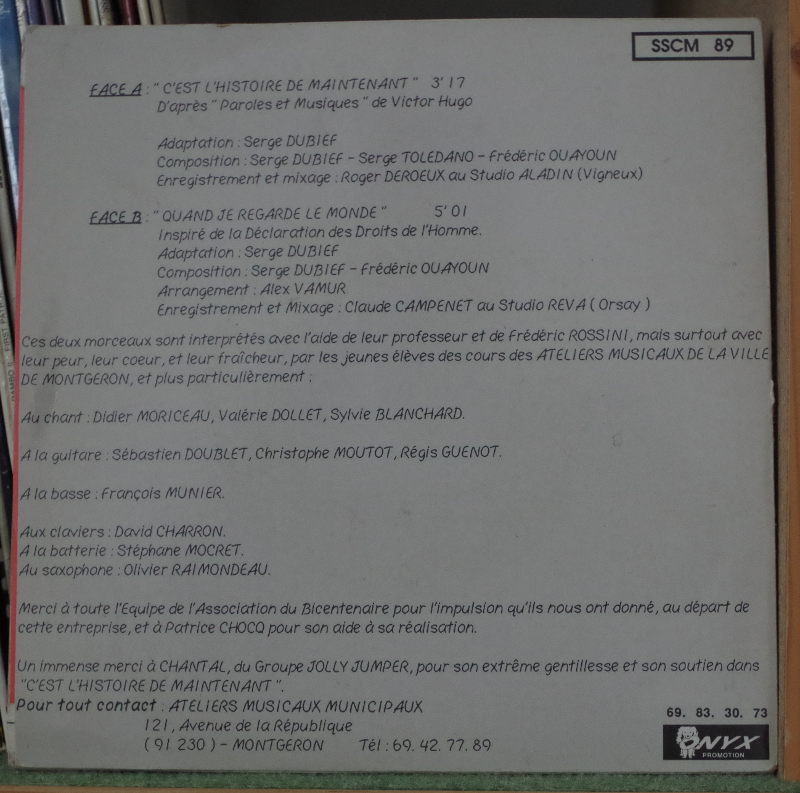 SSCM 89
FACE A : " C'EST L'HISTOIRE DE MAINTENANT " 3' 17
D'après " Paroles et Musiques " de Victor Hugo
Adaptation : Serge DUBIEF
Composition : Serge DUBIEF - Serge TOLEDANO - Frédéric OUAYOUN
Enregistrement et mixage : Roger DEROEUX au Studio ALADIN (Vigneux)
FACE B : " QUAND JE REGARDE LE MONDE " 5' 01
Inspiré de la Déclaration des Droits de l'Homme.
Adaptation : Serge DUBIEF
Composition : Serge DUBIEF - Frédéric OUAYOUN
Arrangement : Alex VAMUR
Enregistrement et Mixage : Claude CAMPENET au Studio REVA ( Orsay )
Ces deux morceaux sont interprétés avec l'aide de leur professeur et de Frédéric ROSSINI, mais surtout avec
leur peur, leur coeur, et leur fraîcheur, par les jeunes élèves des cours des ATELIERS MUSICAUX DE LA VILLE
DE MONTGERON, et plus particulièrement :
Au chant : Didier MORICEAU, Valérie DOLLET, Sylvie BLANCHARD.
A la guitare : Sébastien DOUBLET, Christophe MOUTOT, Régis GUENOT.
A la basse : François MUNIER.
Aux claviers : David CHARRON.
A la batterie : Stéphane MOCRET.
Au saxophone : Olivier RAIMONDEAU.
Merci à toute l'Equipe de l'Association du Bicentenaire pour l'impulsion qu'ils nous ont donné, au départ de
cette entreprise, et à Patrice CHOCQ pour son aide à sa réalisation.
Un immense merci à CHANTAL, du Groupe JOLLY JUMPER, pour son extrême gentillesse et son soutien dans
"C'EST L'HISTOIRE DE MAINTENANT ".
Pour tout contact : ATELIERS MUSICAUX MUNICIPAUX
121, Avenue de la République
( 91 230 ) - MONTGERON Tél : 69. 42. 77. 89
69. 83. 30. 73
ONYX
PROMOTION